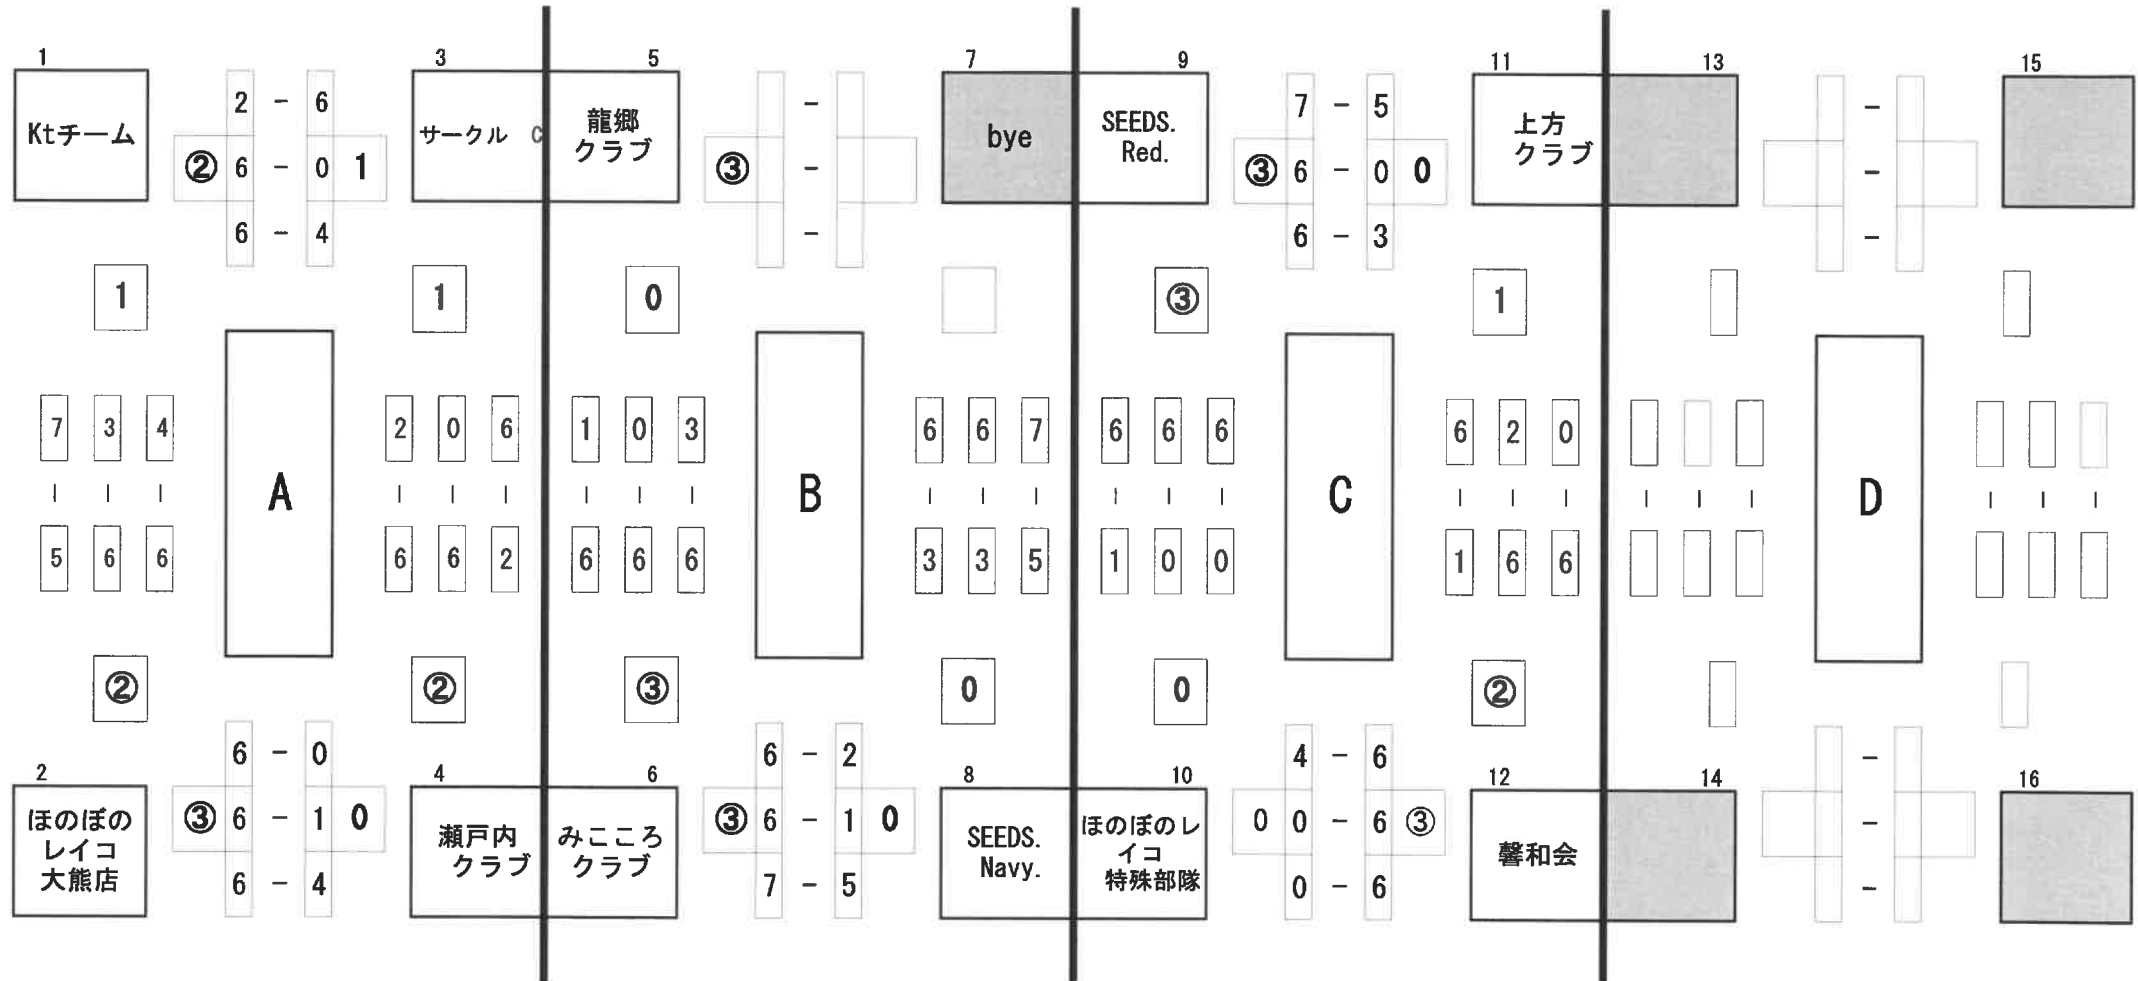 1 3 5 7 9 11 13 15
Ktチーム
2 - 6
② 6 - 0 1
6 - 4
サークル C
龍郷
クラブ
-
③ -
-
bye
SEEDS.
Red.
7 - 5
③ 6 - 0 0
6 - 3
上方
クラブ
-
-
-
1 1 0 ③ 1
7 3 4 2 0 6 1 0 3 6 6 7 6 6 6 6 2 0
| | | | | | | | | | | | | | | | | | | | | | | |
A B C D
5 6 6 6 6 2 6 6 6 3 3 5 1 0 0 1 6 6
② ② ③ 0 0 ②
2 4 6 8 10 12 14 16
ほのぼの
レイコ
大熊店
6 - 0
③ 6 - 1 0
6 - 4
瀬戸内
クラブ
みこころ
クラブ
6 - 2
③ 6 - 1 0
7 - 5
SEEDS.
Navy.
ほのぼのレ
イコ
特殊部隊
4 - 6
0 0 - 6 ③
0 - 6
馨和会
-
-
-